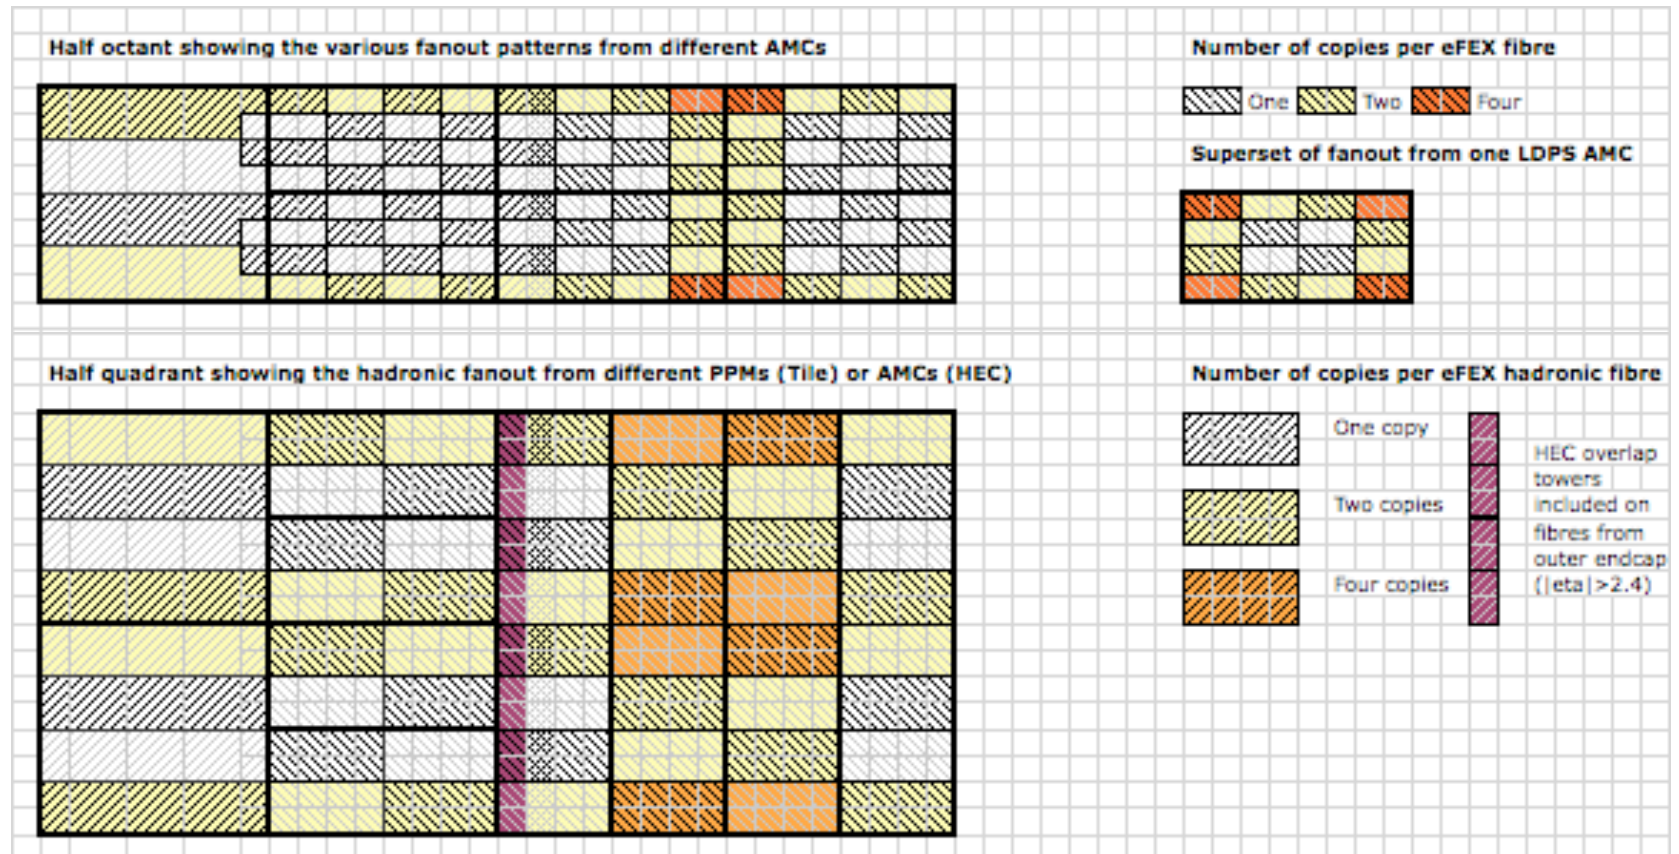 Half octant showing the various fanout patterns from different AMCs
Number of copies per eFEX fibre
One Two Four
Superset of fanout from one LDPS AMC
Half quadrant showing the hadronic fanout from different PPMs (Tile) or AMCs (HEC)
Number of copies per eFEX hadronic fibre
One copy
Two copies
Four copies
HEC overlap
towers
included on
fibres from
outer endcap
(|eta|>2.4)